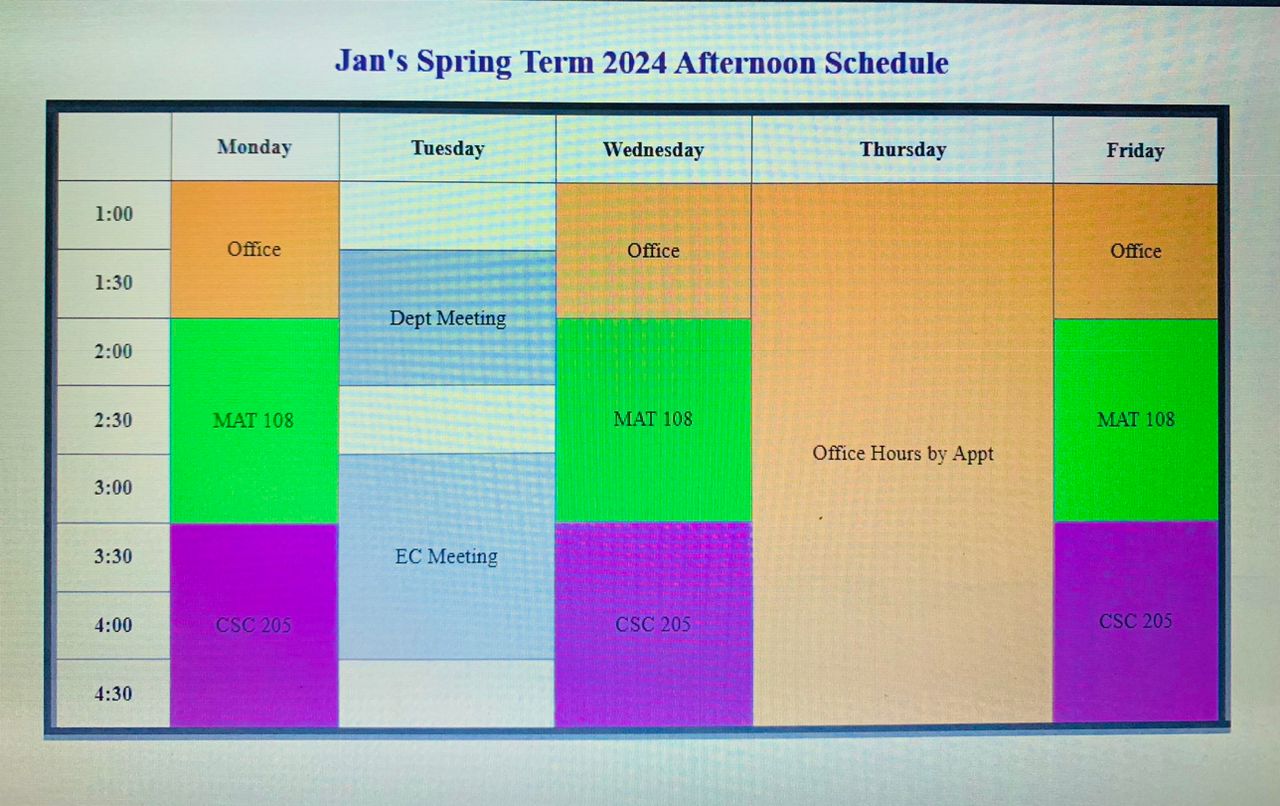 Jan's Spring Term 2024 Afternoon Schedule
Monday Tuesday Wednesday Thursday Friday
1:00
Office Office Office
1:30
Dept Meeting
2:00
2:30 MAT 108 MAT 108 MAT 108
Office Hours by Appt
3:00
3:30 EC Meeting
4:00 CSC 205 CSC 205 CSC 205
4:30